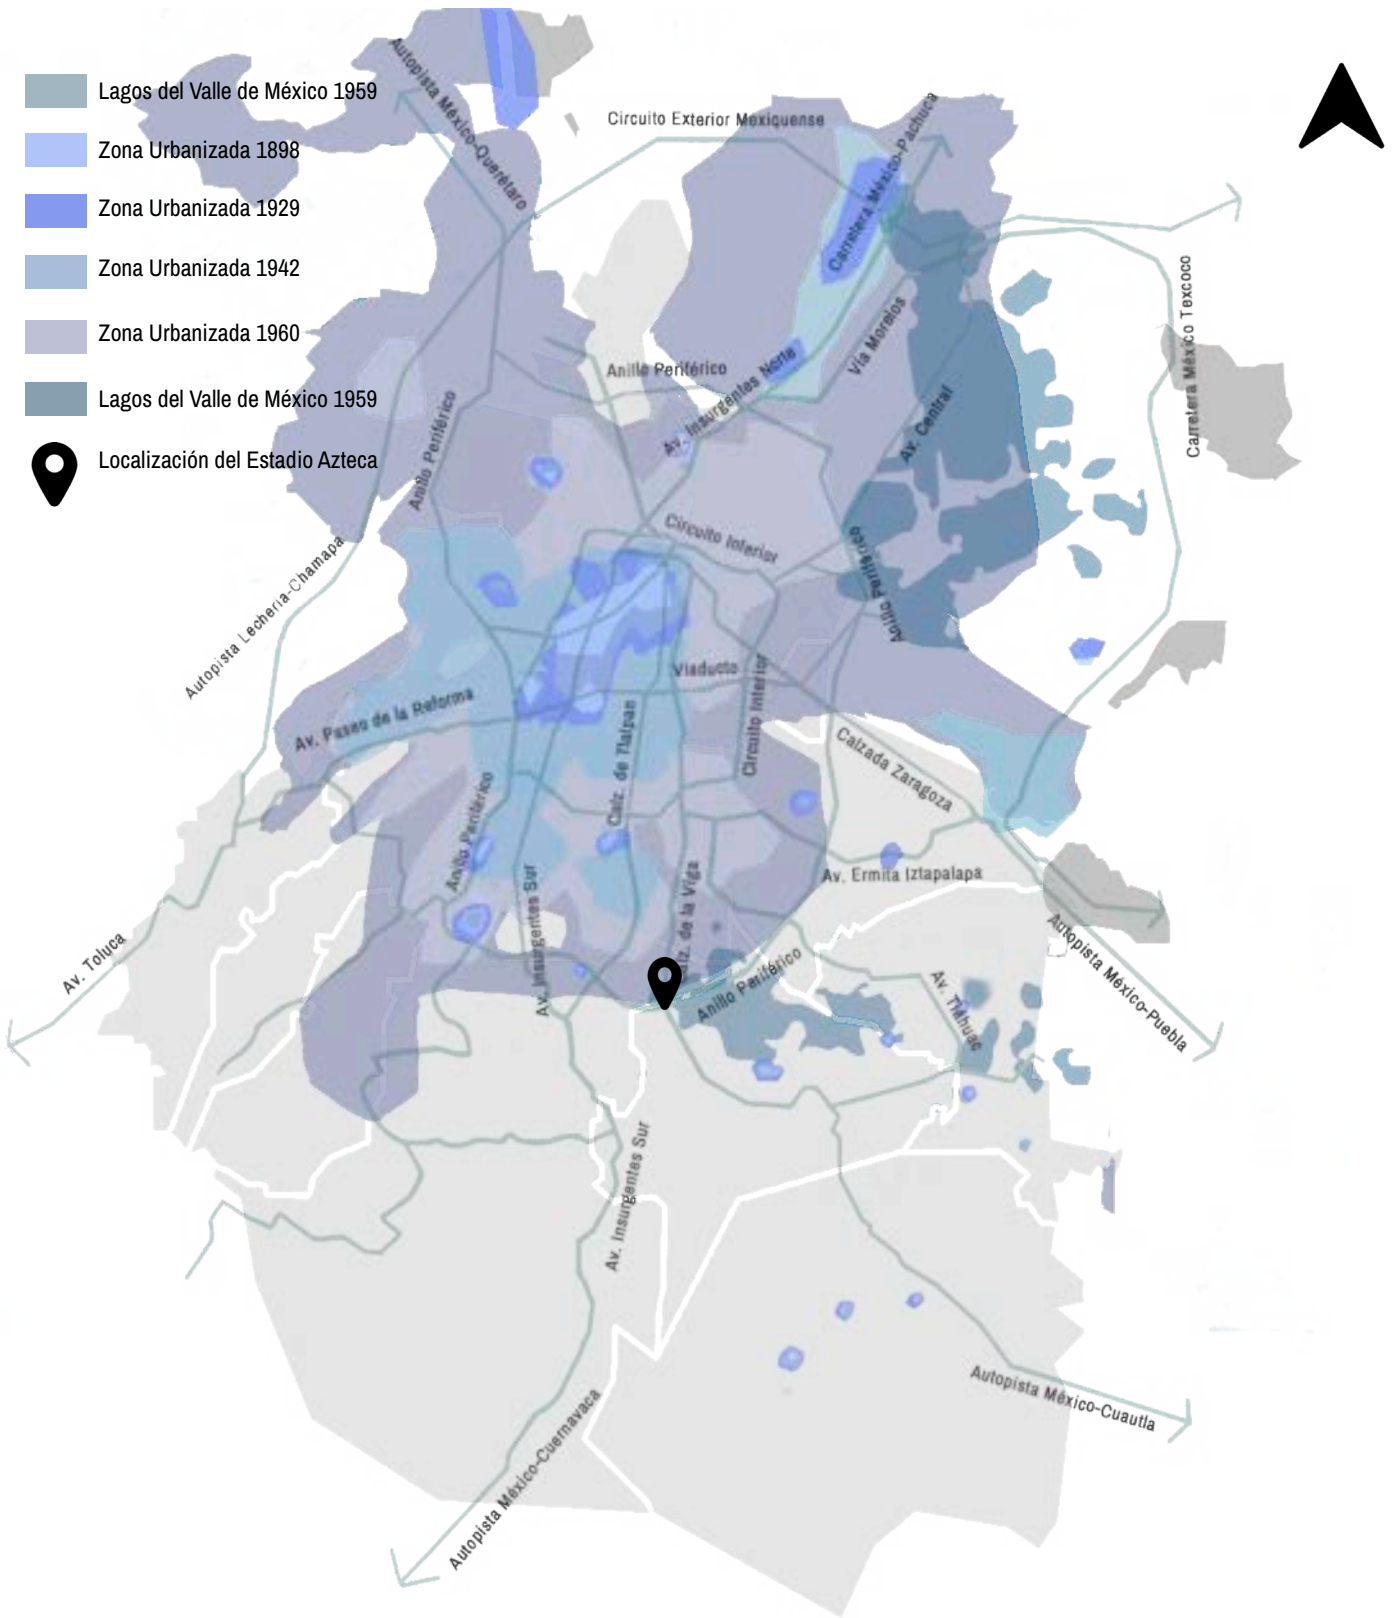 Lagos del Valle de México 1959
Zona Urbanizada 1898
Zona Urbanizada 1929
Zona Urbanizada 1942
Zona Urbanizada 1960
Lagos del Valle de México 1959
Localización del Estadio Azteca
Autopista México-Querétaro
Circuito Exterior Mexiquense
Carretera México-Pachuca
Carretera México Texcoco
Vía Morelos
Anillo Periférico
Av. Insurgentes Norte
Av. Central
Anillo Periférico
Circuito Interior
Anillo Periférico
Autopista Lechería-Chamapa
Viaducto
Circuito Interior
Av. Paseo de la Reforma
Calz. de Tlalpan
Calzada Zaragoza
Anillo Periférico
Av. Ermita Iztapalapa
Av. Insurgentes Sur
Calz. de la Viga
Av. Toluca
Anillo Periférico
Av. Tláhuac
Autopista México-Puebla
Av. Insurgentes Sur
Autopista México-Cuautla
Autopista México-Cuernavaca